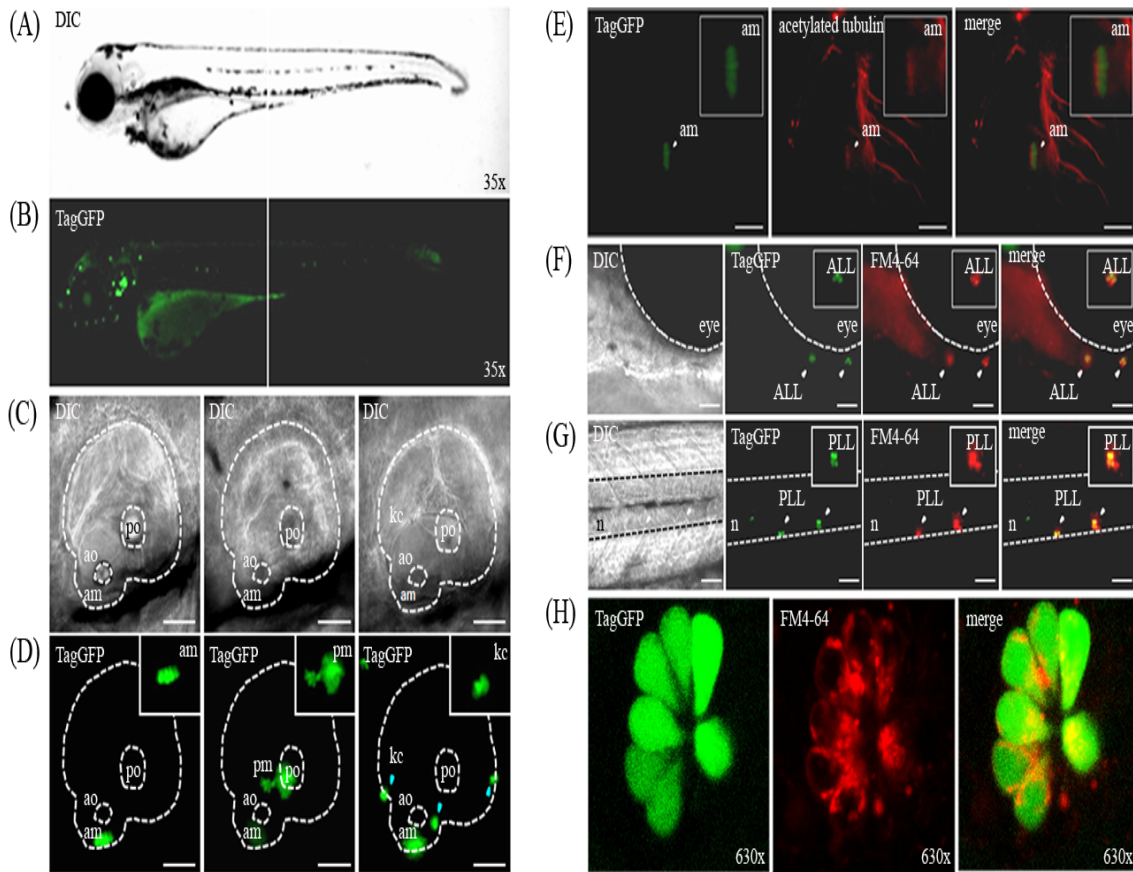 (A)
DIC
35x
(B)
TagGFP
35x
(C)
DIC
po
ao
am
DIC
po
ao
am
DIC
kc
po
ao
am
(D)
TagGFP
am
po
ao
am
TagGFP
pm
pm
po
ao
am
TagGFP
kc
kc
po
ao
am
(E)
TagGFP
am
am
acetylated tubulin
am
am
merge
am
am
(F)
DIC
TagGFP
ALL
eye
ALL
FM4-64
ALL
eye
ALL
merge
ALL
eye
ALL
(G)
DIC
n
TagGFP
PLL
PLL
n
FM4-64
PLL
PLL
n
merge
PLL
PLL
n
(H)
TagGFP
630x
FM4-64
630x
merge
630x